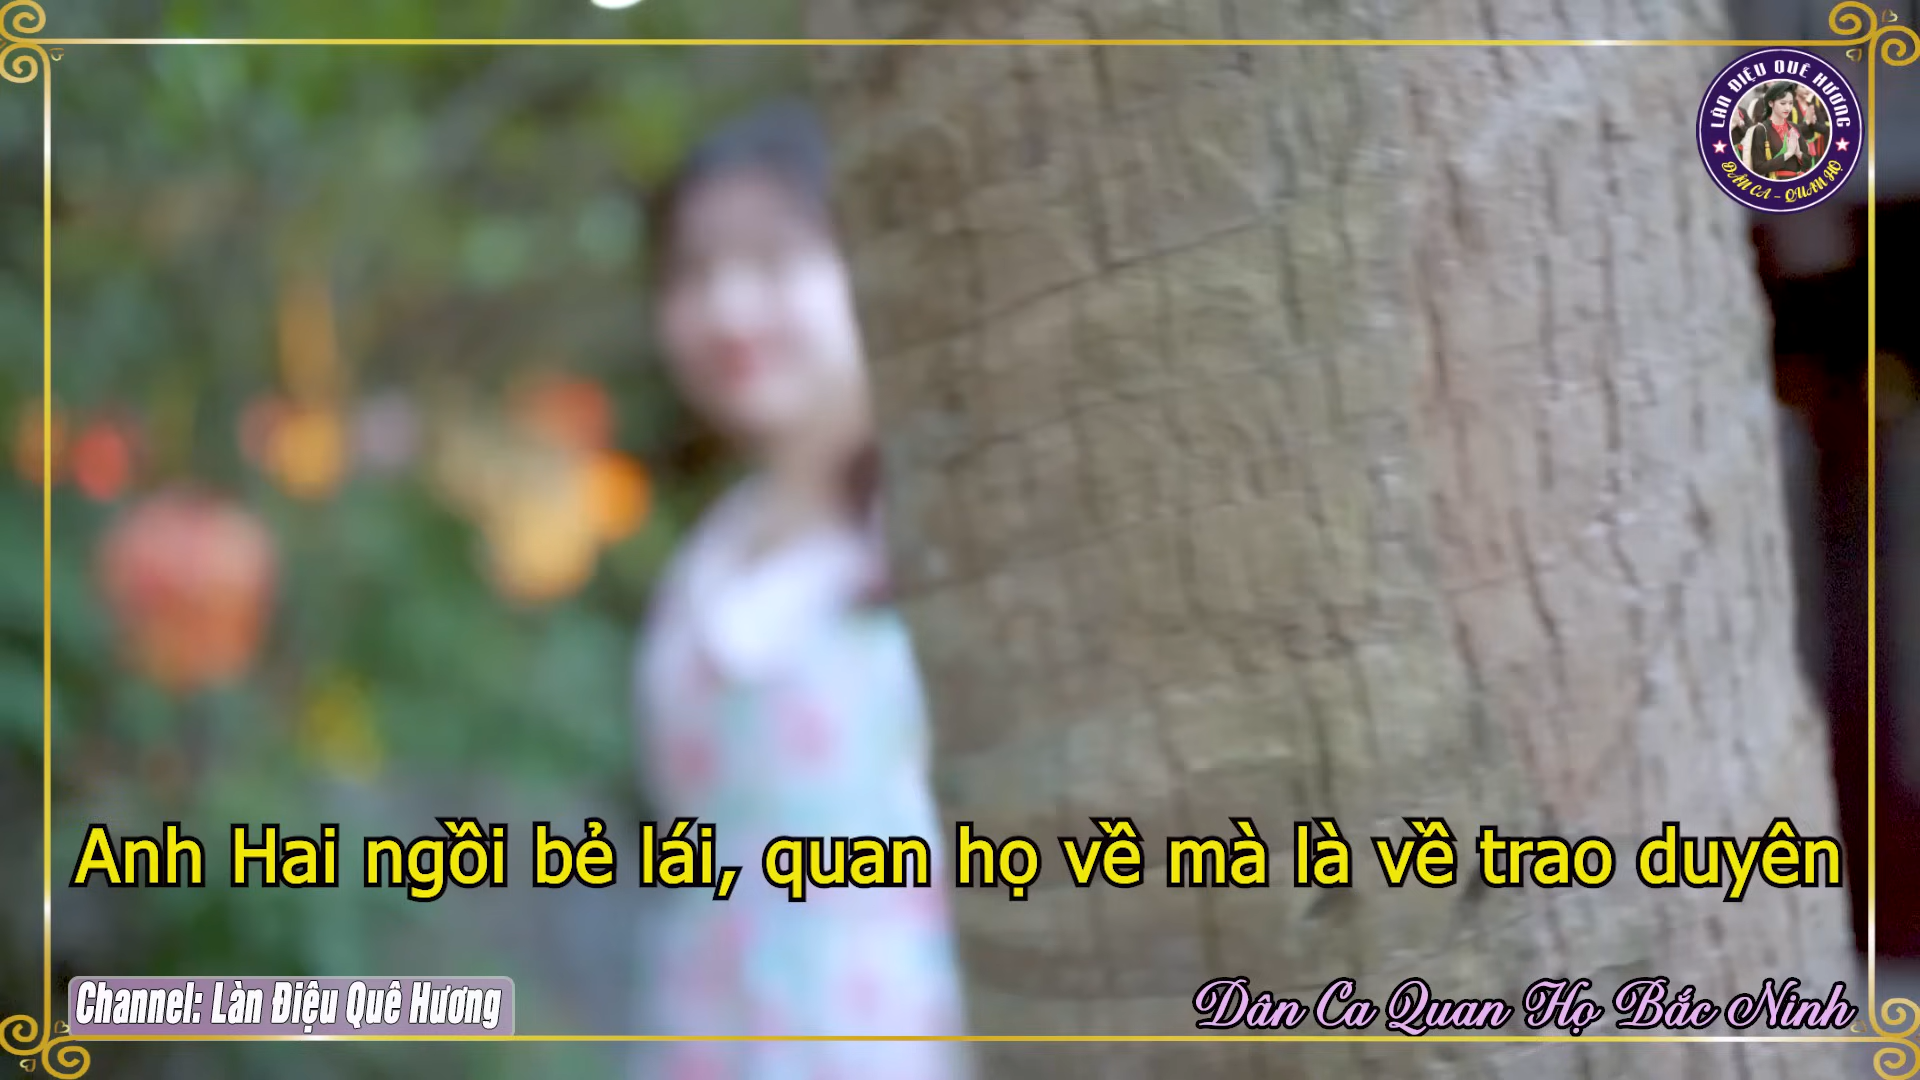 LÀN ĐIỆU QUÊ HƯƠNG
DÂN CA - QUAN HỌ
Anh Hai ngồi bẻ lái, quan họ về mà là về trao duyên
Channel: Làn Điệu Quê Hương
Dân Ca Quan Họ Bắc Ninh